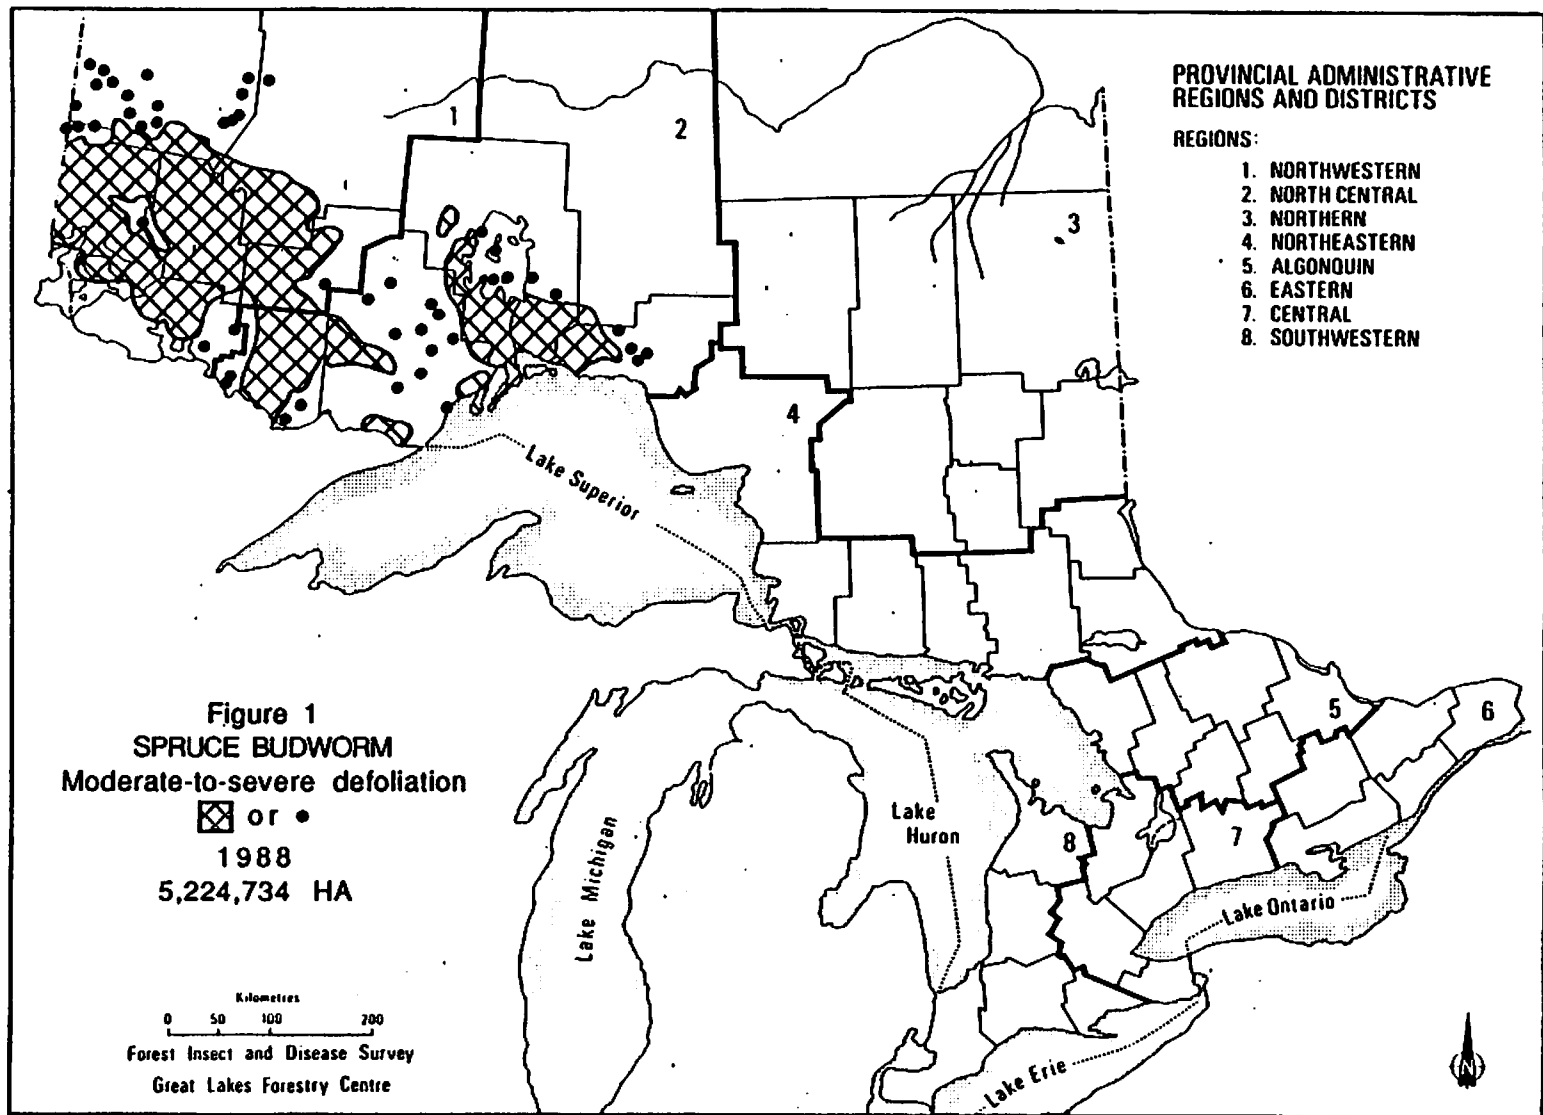 PROVINCIAL ADMINISTRATIVE
REGIONS AND DISTRICTS
REGIONS:
1. NORTHWESTERN
2. NORTH CENTRAL
3. NORTHERN
4. NORTHEASTERN
5. ALGONQUIN
6. EASTERN
7. CENTRAL
8. SOUTHWESTERN
1
2
3
4
5
6
7
8
Lake Superior
Lake Michigan
Lake
Huron
Lake Ontario
Lake Erie
Figure 1
SPRUCE BUDWORM
Moderate-to-severe defoliation
or
1988
5,224,734 HA
Kilometres
0 50 100 200
Forest Insect and Disease Survey
Great Lakes Forestry Centre
N